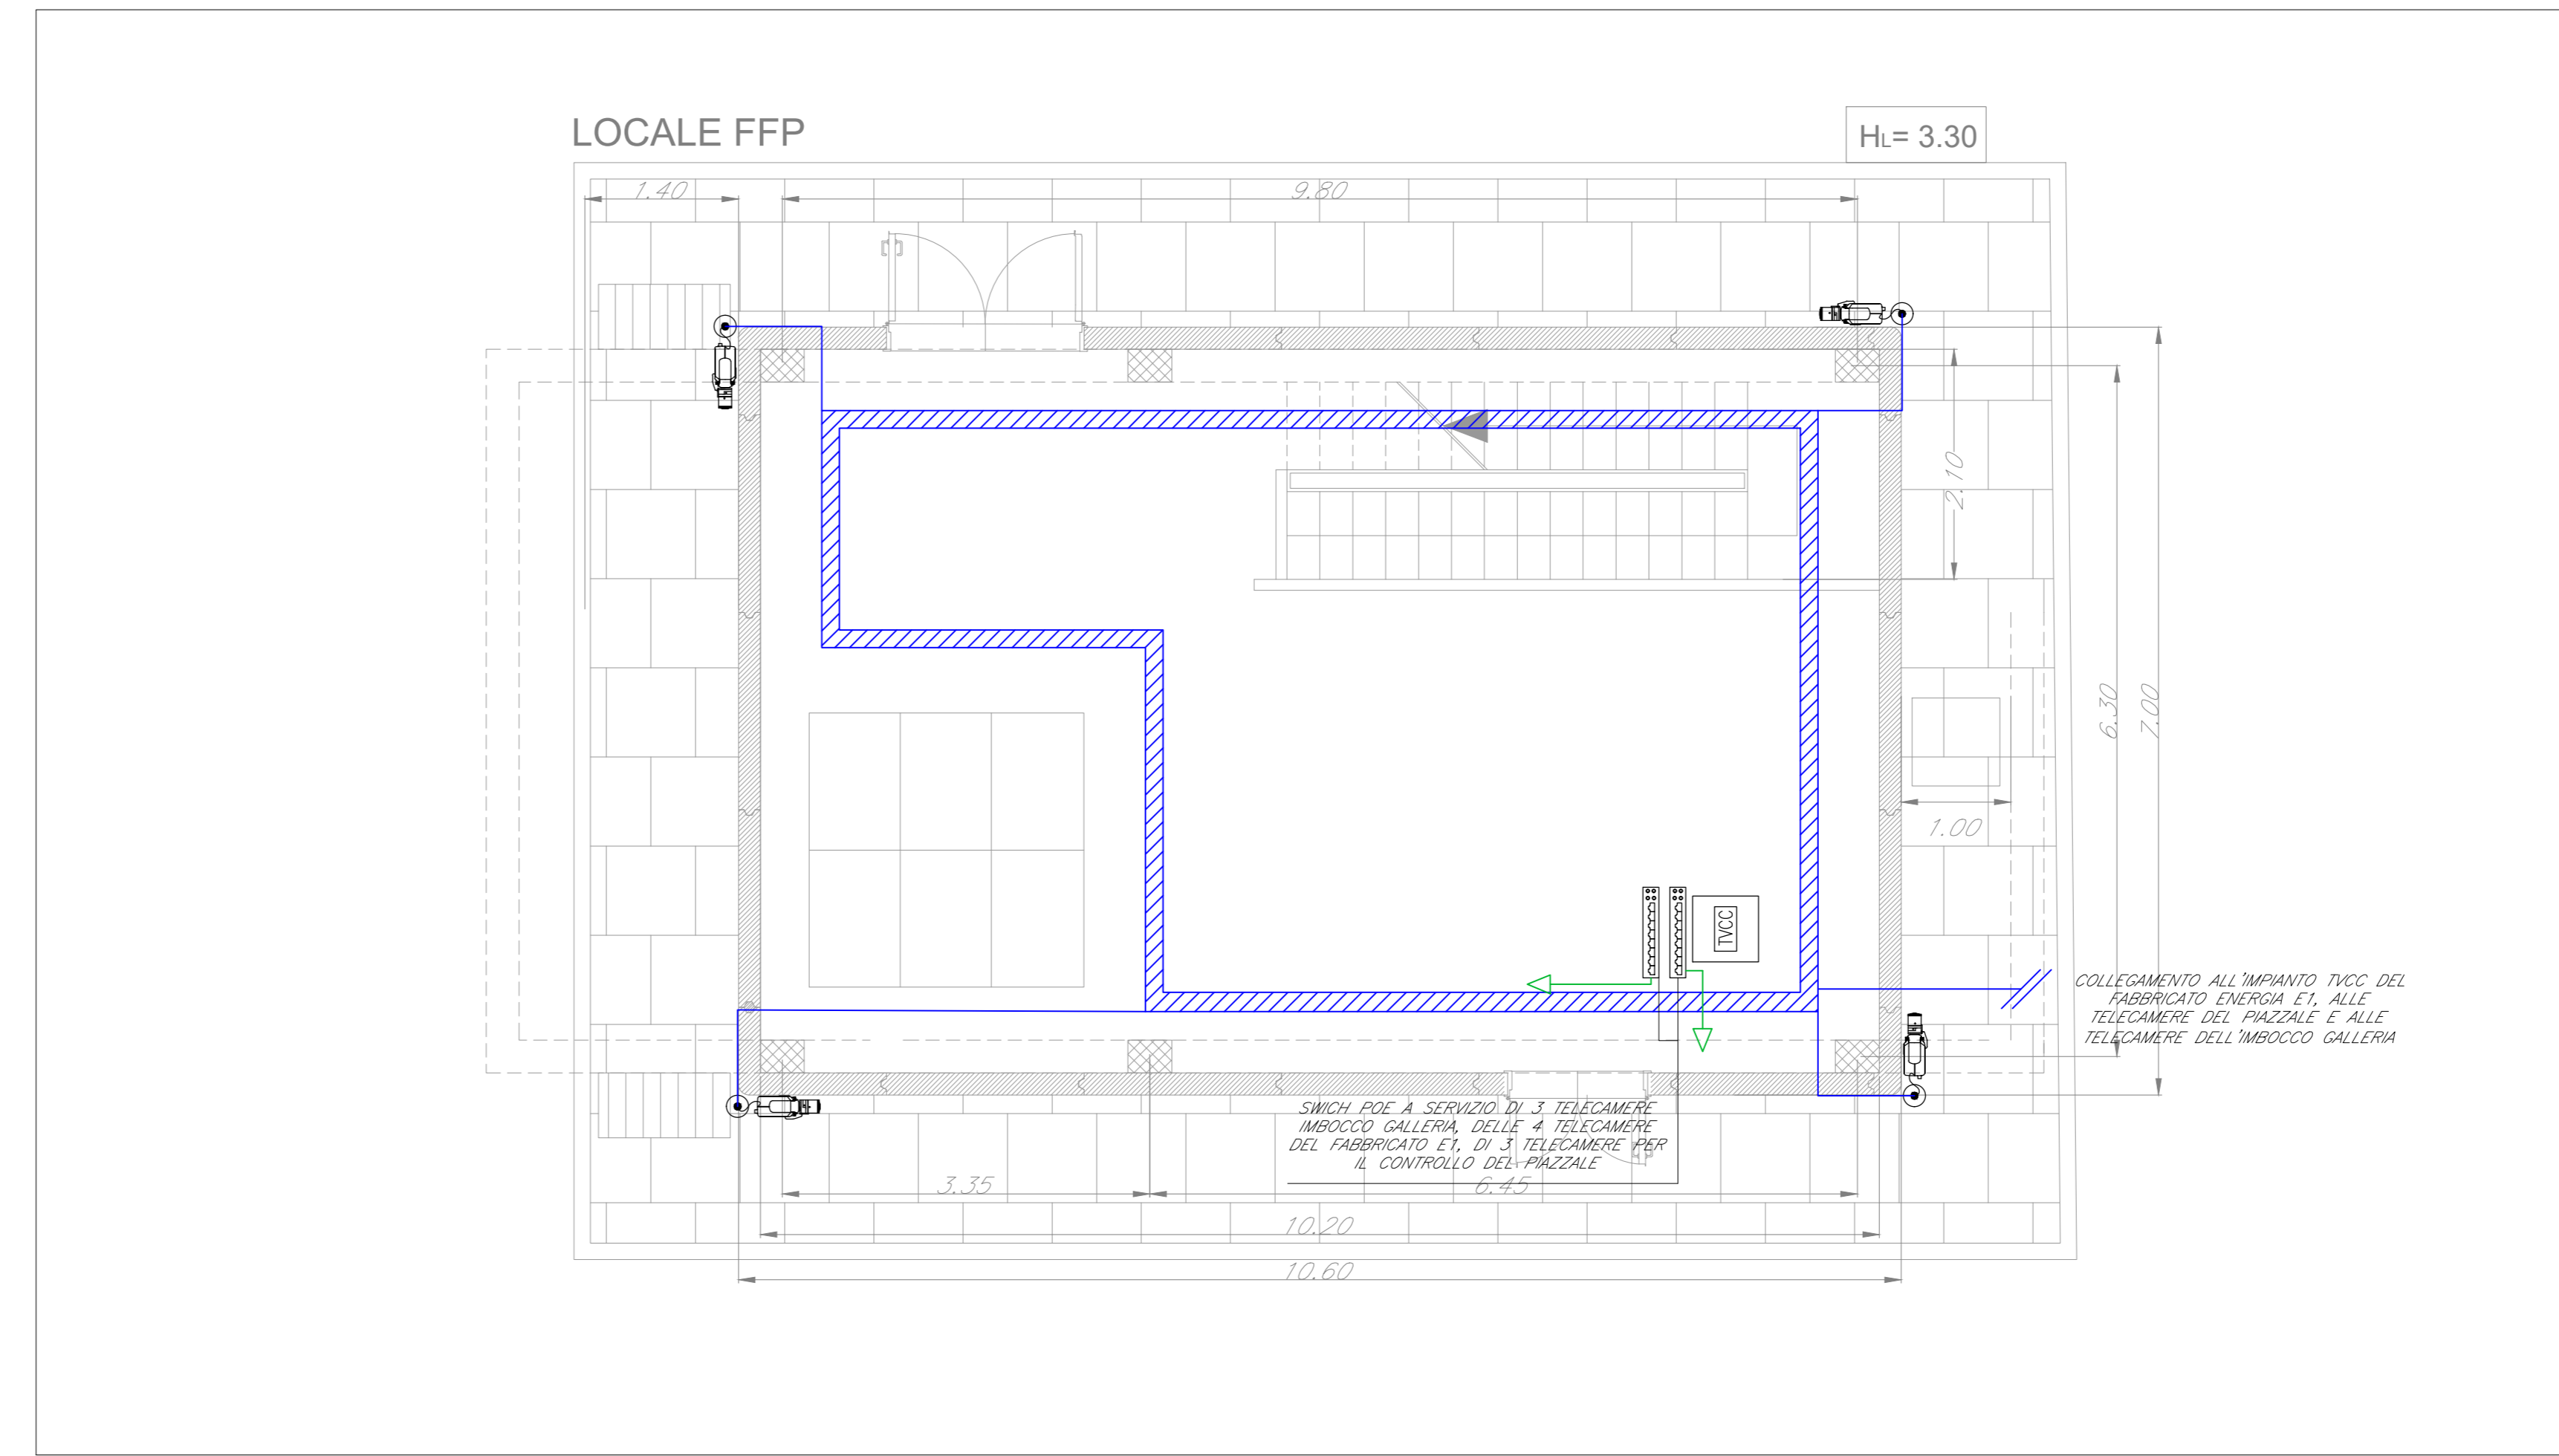 LOCALE FFP
HL= 3.30
1.40
9.80
2.10
6.30
7.00
1.00
TVCC
COLLEGAMENTO ALL'IMPIANTO TVCC DEL
FABBRICATO ENERGIA E1, ALLE
TELECAMERE DEL PIAZZALE E ALLE
TELECAMERE DELL'IMBOCCO GALLERIA
SWICH POE A SERVIZIO DI 3 TELECAMERE
IMBOCCO GALLERIA, DELLE 4 TELECAMERE
DEL FABBRICATO E1, DI 3 TELECAMERE PER
IL CONTROLLO DEL PIAZZALE
3.35
6.45
10.20
10.60